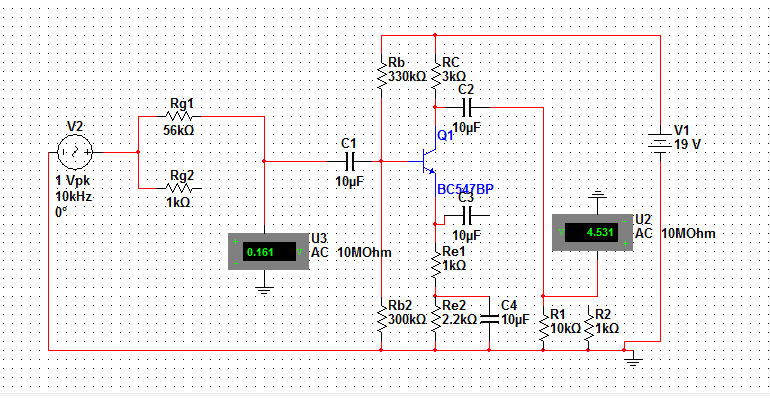 V2
1 Vpk
10kHz
0°
Rg1
56kΩ
Rg2
1kΩ
+
0.161 V
U3
AC 10MOhm
C1
10µF
Rb
330kΩ
RC
3kΩ
C2
10µF
Q1
BC547BP
C3
10µF
Re1
1kΩ
Rb2
300kΩ
Re2
2.2kΩ
C4
10µF
V 4.531
+
U2
AC 10MOhm
R1
10kΩ
R2
1kΩ
V1
19 V